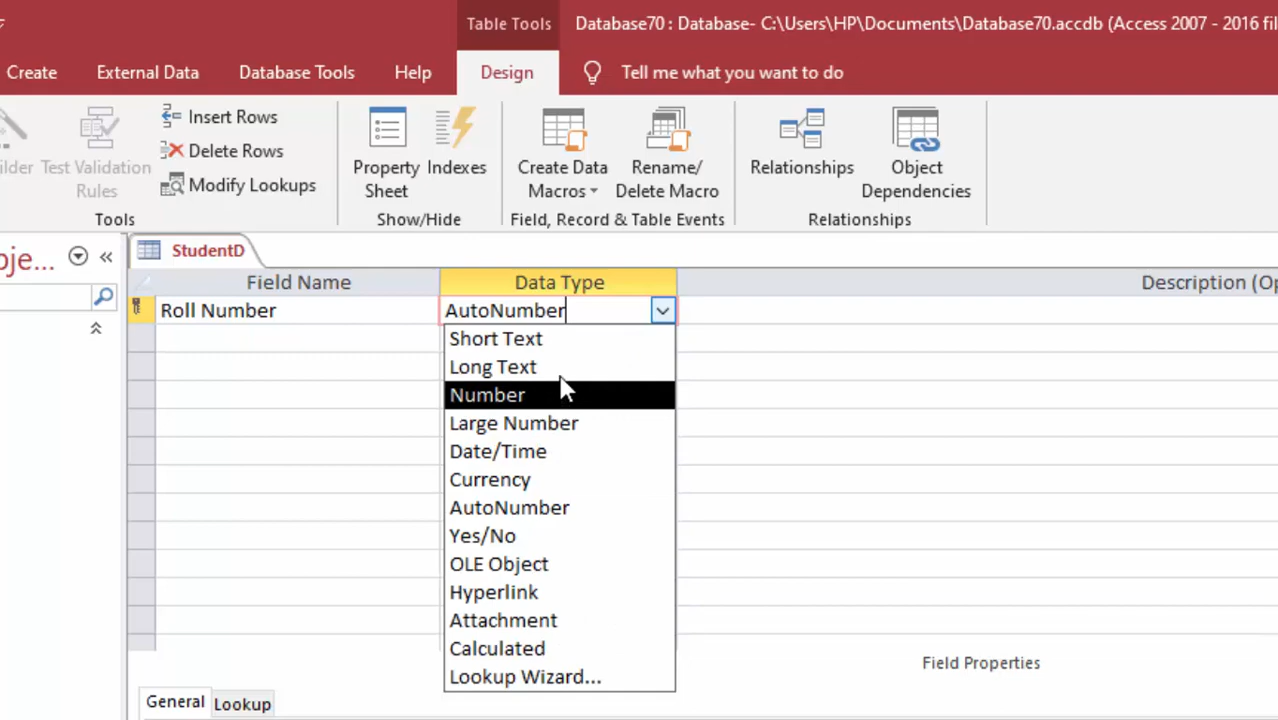 Table Tools
Database70 : Database- C:\Users\HP\Documents\Database70.accdb (Access 2007 - 2016 fil
Create
External Data
Database Tools
Help
Design
Tell me what you want to do
ilder
Test Validation
Rules
Insert Rows
Delete Rows
Modify Lookups
Tools
Property
Sheet
Indexes
Show/Hide
Create Data
Macros
Rename/
Delete Macro
Field, Record & Table Events
Relationships
Object
Dependencies
Relationships
bje...
«
StudentD
Field Name
Data Type
Description (Op
Roll Number
AutoNumber
Short Text
Long Text
Number
Large Number
Date/Time
Currency
AutoNumber
Yes/No
OLE Object
Hyperlink
Attachment
Calculated
Lookup Wizard...
Field Properties
General
Lookup